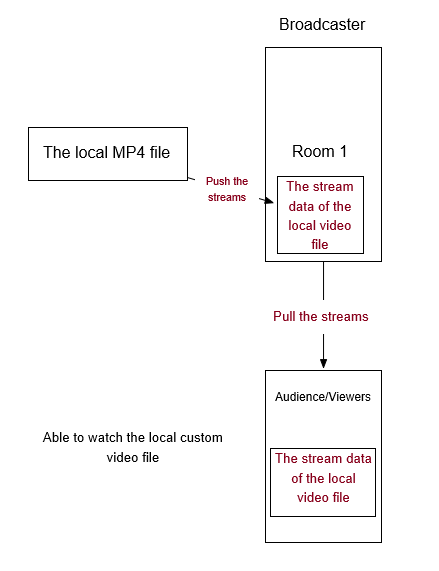 Broadcaster
The local MP4 file
Room 1
Push the
streams
The stream
data of the
local video
file
Pull the streams
Audience/Viewers
Able to watch the local custom
video file
The stream data
of the local
video file